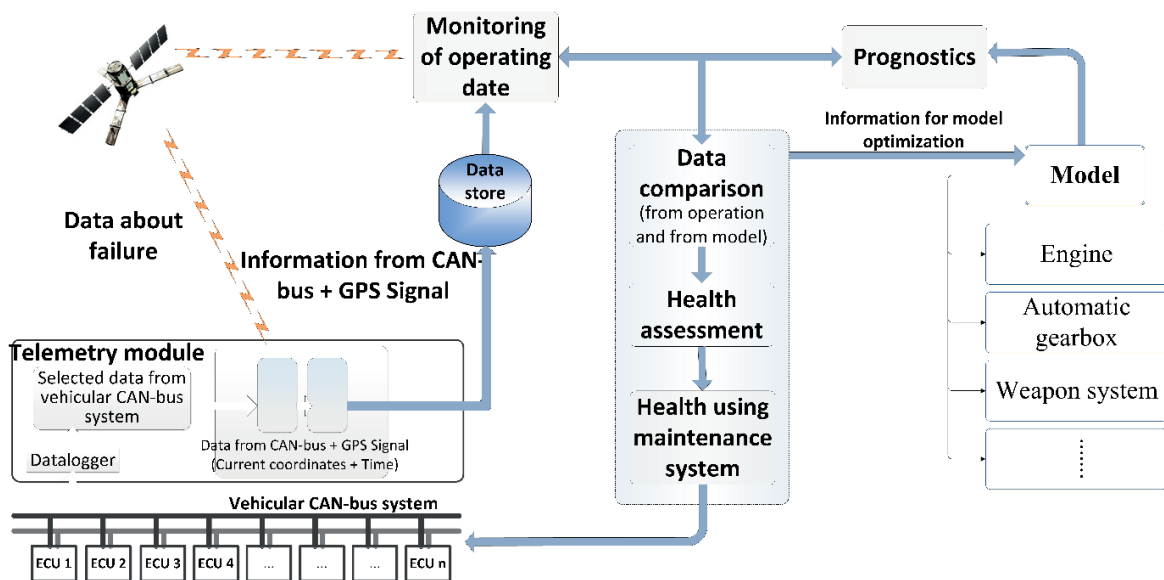 Monitoring
of operating
date
Prognostics
Information for model
optimization
Model
Data
store
Data
comparison
(from operation
and from model)
Data about
failure
Information from CAN-
bus + GPS Signal
Engine
Health
assessment
Automatic
gearbox
Telemetry module
Selected data from
vehicular CAN-bus
system
Weapon system
Health using
maintenance
system
Data from CAN-bus + GPS Signal
(Current coordinates + Time)
Datalogger
.......
Vehicular CAN-bus system
ECU 1
ECU 2
ECU 3
ECU 4
...
...
...
ECU n